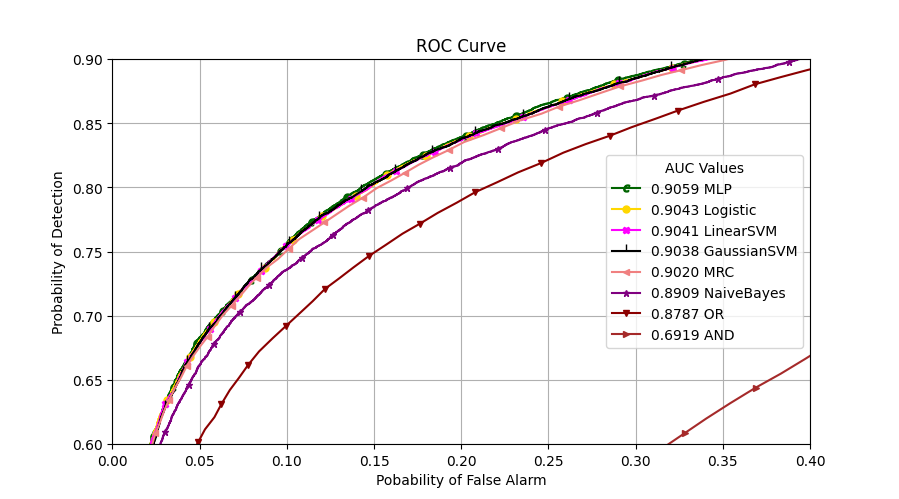 ROC Curve
0.90
0.85
0.80
0.75
0.70
0.65
0.60
Probability of Detection
AUC Values
0.9059 MLP
0.9043 Logistic
0.9041 LinearSVM
0.9038 GaussianSVM
0.9020 MRC
0.8909 NaiveBayes
0.8787 OR
0.6919 AND
0.00 0.05 0.10 0.15 0.20 0.25 0.30 0.35 0.40
Pobability of False Alarm